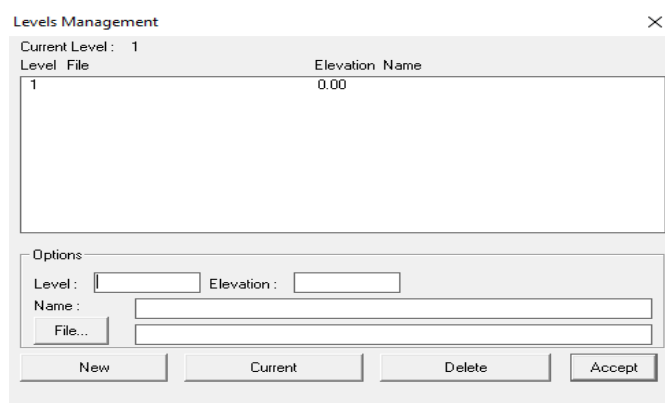 Levels Management
Current Level : 1
Level File Elevation Name
1 0.00
Options
Level : Elevation :
Name :
File...
New Current Delete Accept